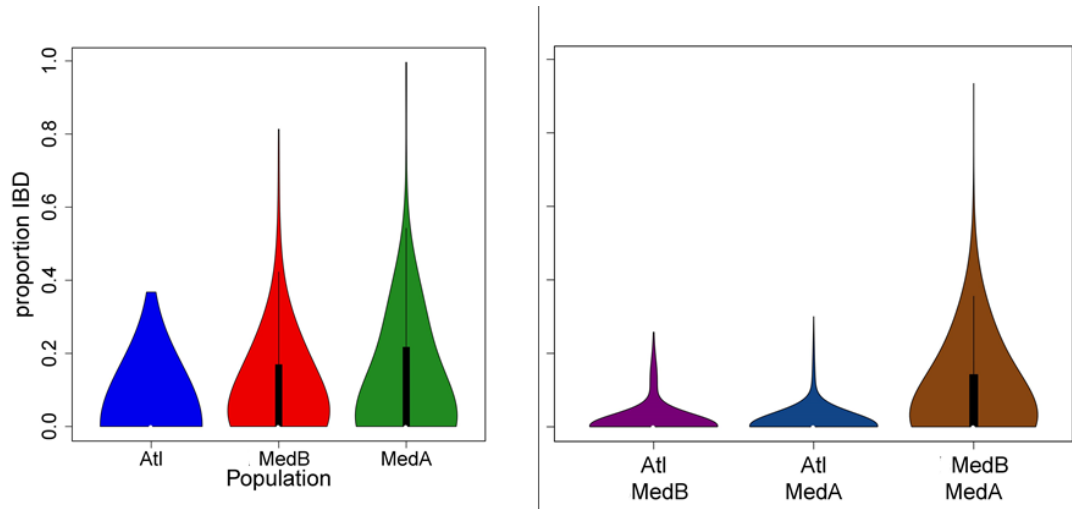 proportion IBD
1.0
0.8
0.6
0.4
0.2
0.0
Atl MedB MedA
Population
Atl Atl MedB
MedB MedA MedA